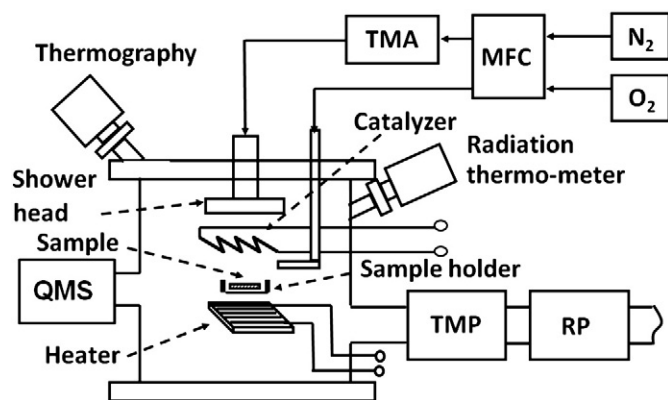 Thermography
TMA
MFC
N2
O2
Catalyzer
Radiation
thermo-meter
Shower
head
Sample
Sample holder
QMS
TMP
RP
Heater